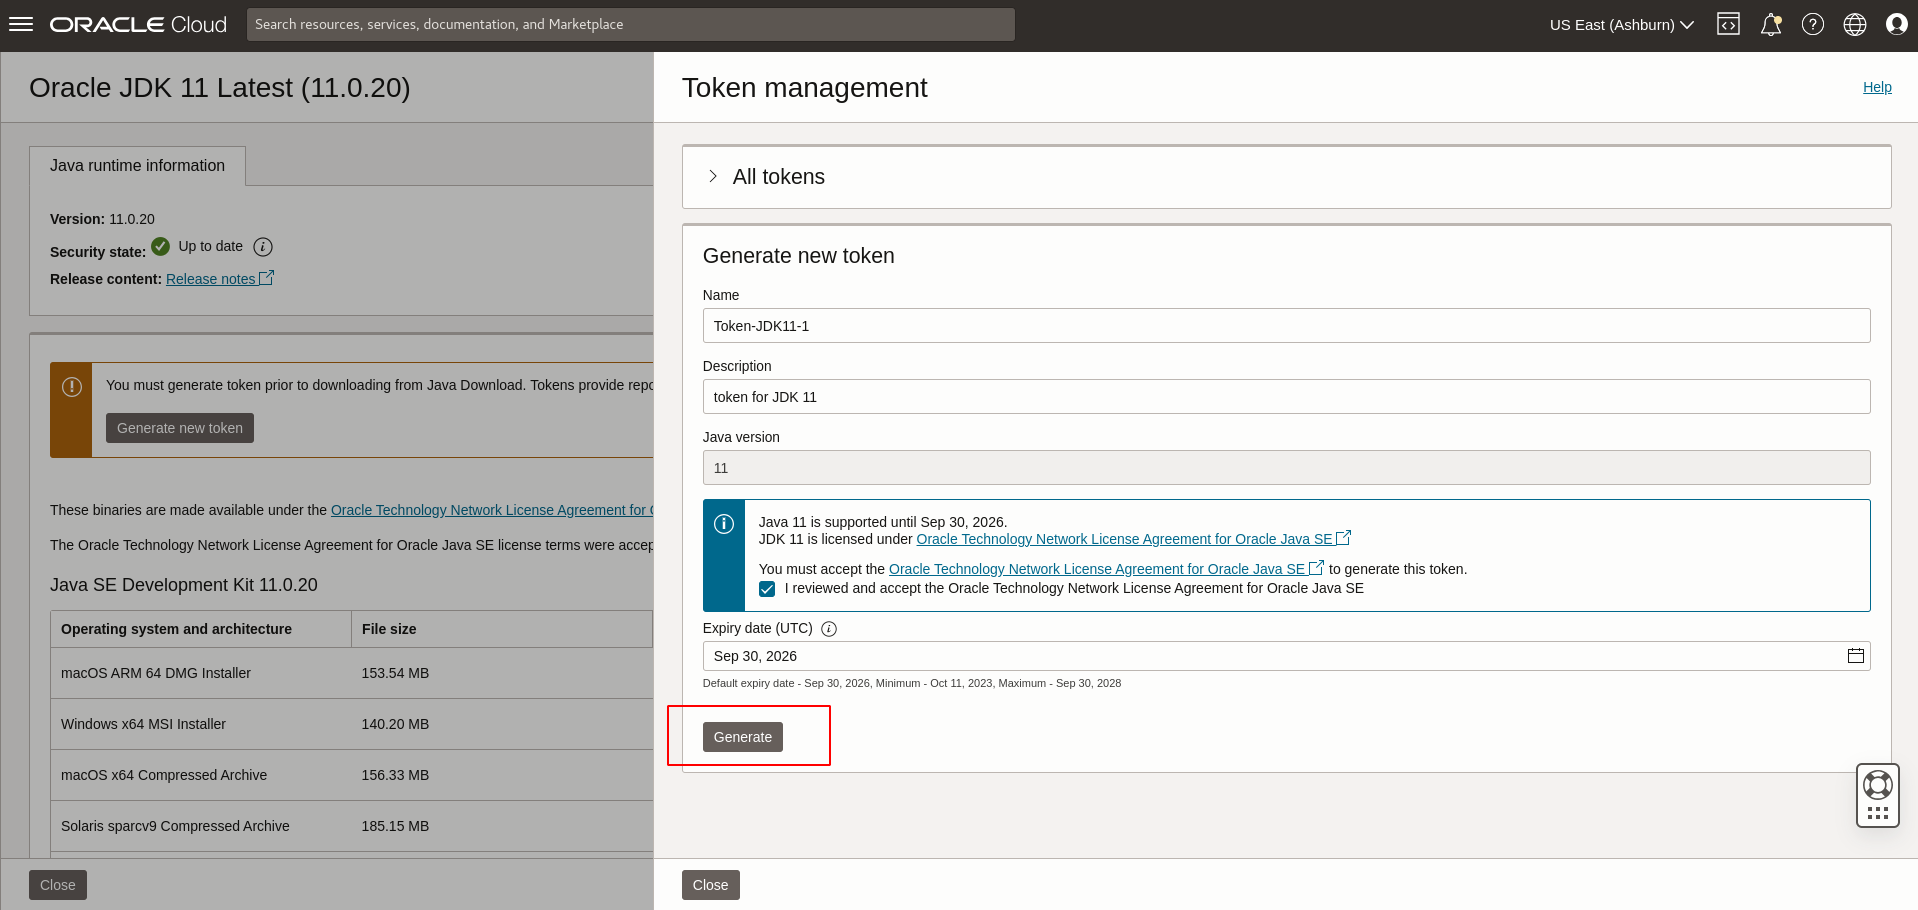 ORACLE Cloud
Search resources, services, documentation, and Marketplace
US East (Ashburn)
Oracle JDK 11 Latest (11.0.20)
Java runtime information
Version: 11.0.20
Security state: Up to date
Release content: Release notes
You must generate token prior to downloading from Java Download. Tokens provide repo
Generate new token
These binaries are made available under the Oracle Technology Network License Agreement for
The Oracle Technology Network License Agreement for Oracle Java SE license terms were accep
Java SE Development Kit 11.0.20
Operating system and architecture File size
macOS ARM 64 DMG Installer 153.54 MB
Windows x64 MSI Installer 140.20 MB
macOS x64 Compressed Archive 156.33 MB
Solaris sparcv9 Compressed Archive 185.15 MB
Close
Token management
Help
All tokens
Generate new token
Name
Token-JDK11-1
Description
token for JDK 11
Java version
11
Java 11 is supported until Sep 30, 2026.
JDK 11 is licensed under Oracle Technology Network License Agreement for Oracle Java SE
You must accept the Oracle Technology Network License Agreement for Oracle Java SE to generate this token.
I reviewed and accept the Oracle Technology Network License Agreement for Oracle Java SE
Expiry date (UTC)
Sep 30, 2026
Default expiry date - Sep 30, 2026, Minimum - Oct 11, 2023, Maximum - Sep 30, 2028
Generate
Close